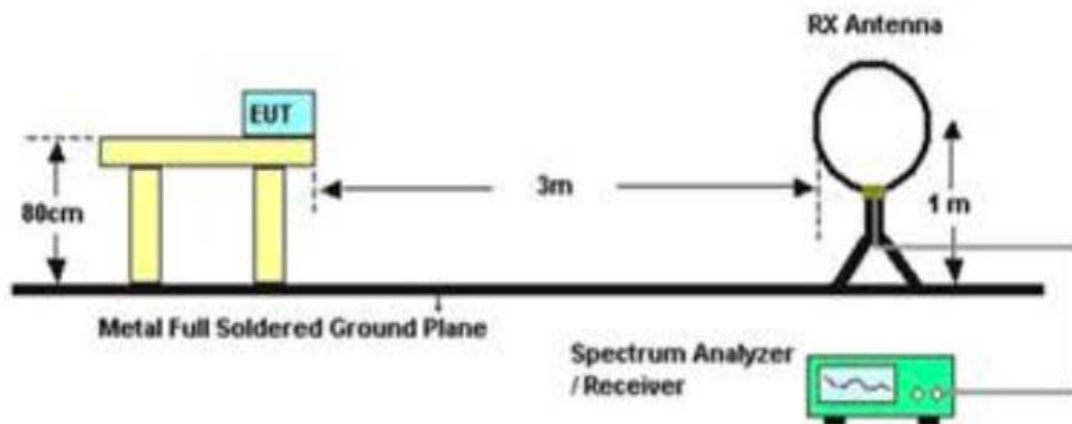 RX Antenna
EUT
80cm
3m
1 m
Metal Full Soldered Ground Plane
Spectrum Analyzer
/ Receiver